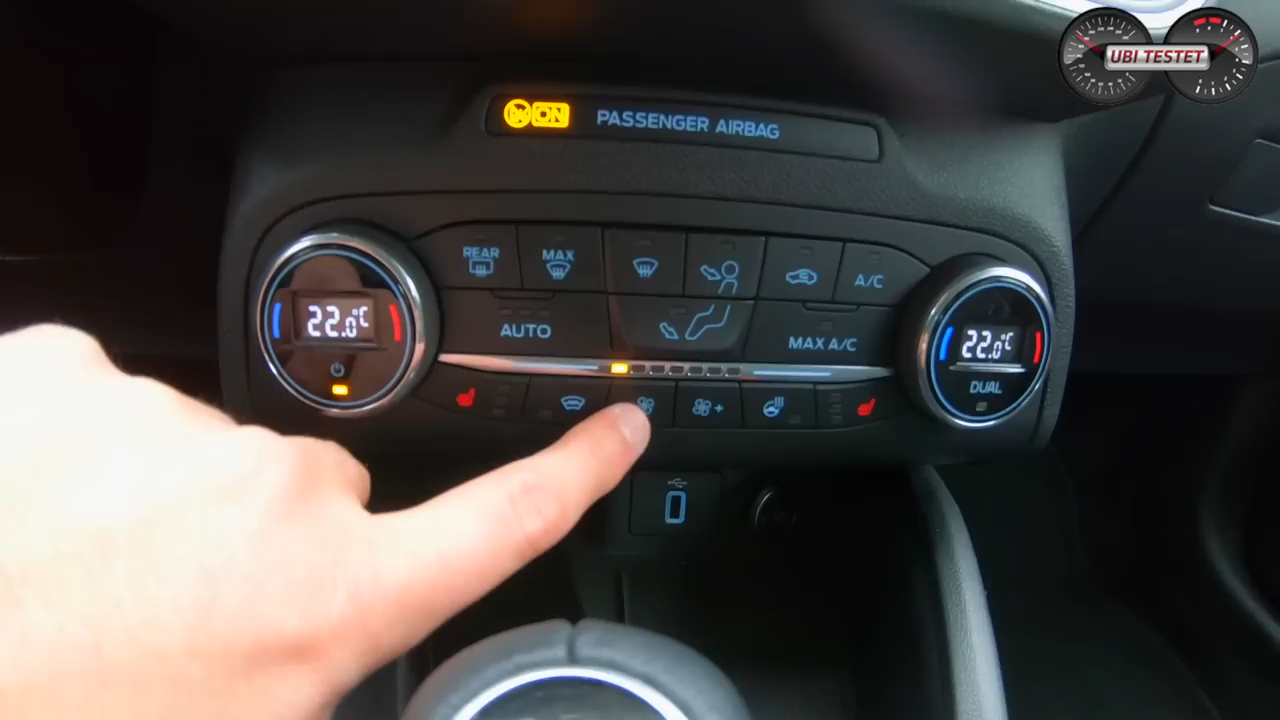 UBI TESTET
ON PASSENGER AIRBAG
REAR
MAX
A/C
AUTO
MAX A/C
22.0°C
22.0°C
DUAL
+